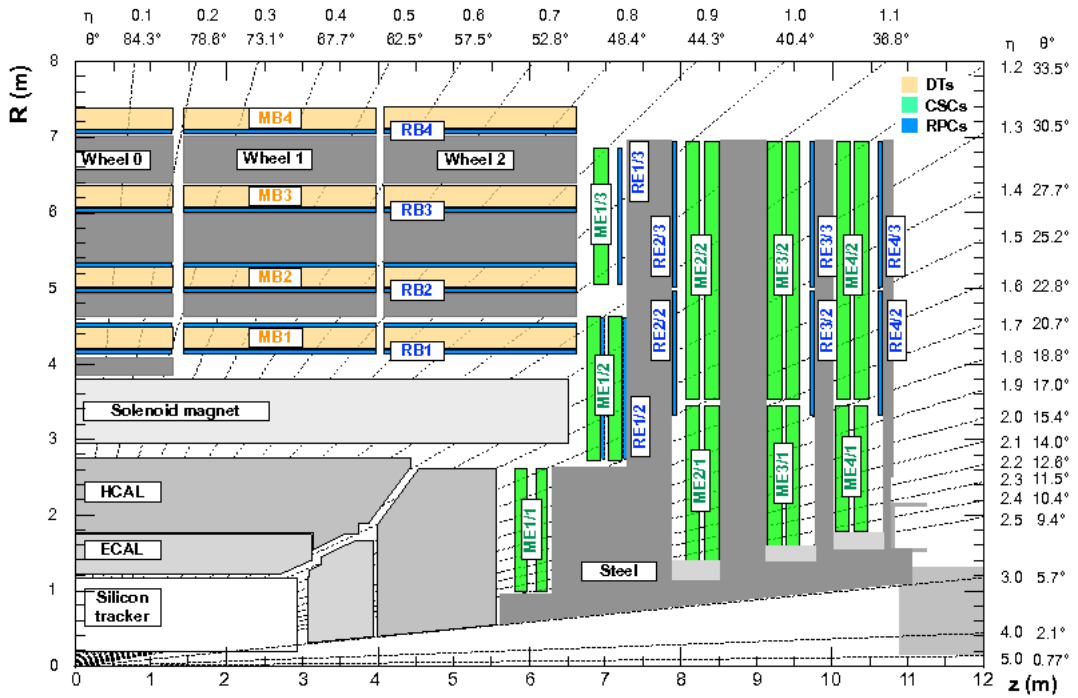 η 0.1 0.2 0.3 0.4 0.5 0.6 0.7 0.8 0.9 1.0 1.1
θ° 84.3° 78.6° 73.1° 67.7° 62.5° 57.5° 52.8° 48.4° 44.3° 40.4° 36.8° η θ°
R (m)
8
7
6
5
4
3
2
1
0
1.2 33.5°
1.3 30.5°
1.4 27.7°
1.5 25.2°
1.6 22.8°
1.7 20.7°
1.8 18.8°
1.9 17.0°
2.0 15.4°
2.1 14.0°
2.2 12.6°
2.3 11.5°
2.4 10.4°
2.5 9.4°
3.0 5.7°
4.0 2.1°
5.0 0.77°
DTs
CSCs
RPCs
MB4
RB4
Wheel 0
Wheel 1
Wheel 2
MB3
RB3
MB2
RB2
MB1
RB1
Solenoid magnet
HCAL
ECAL
Silicon
tracker
Steel
ME1/3
RE1/3
ME1/2
RE1/2
ME1/1
RE2/3
RE2/2
ME2/2
ME2/1
ME3/2
ME3/1
RE3/3
RE3/2
ME4/2
ME4/1
RE4/3
RE4/2
0 1 2 3 4 5 6 7 8 9 10 11 12
z (m)